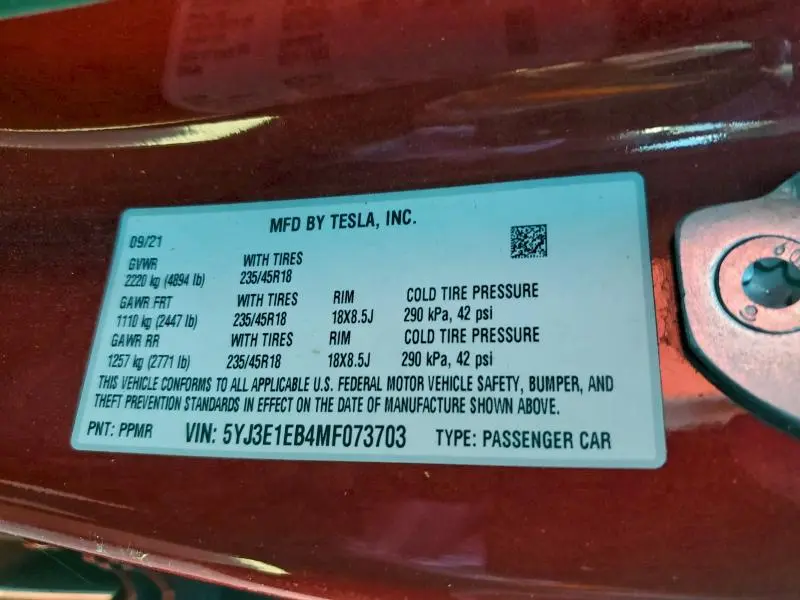 MFD BY TESLA, INC.
09/21
GVWR WITH TIRES
2220 kg (4894 lb) 235/45R18
GAWR FRT WITH TIRES RIM COLD TIRE PRESSURE
1110 kg (2447 lb) 235/45R18 18X8.5J 290 kPa, 42 psi
GAWR RR WITH TIRES RIM COLD TIRE PRESSURE
1257 kg (2771 lb) 235/45R18 18X8.5J 290 kPa, 42 psi
THIS VEHICLE CONFORMS TO ALL APPLICABLE U.S. FEDERAL MOTOR VEHICLE SAFETY, BUMPER, AND
THEFT PREVENTION STANDARDS IN EFFECT ON THE DATE OF MANUFACTURE SHOWN ABOVE.
PNT: PPMR VIN: 5YJ3E1EB4MF073703 TYPE: PASSENGER CAR